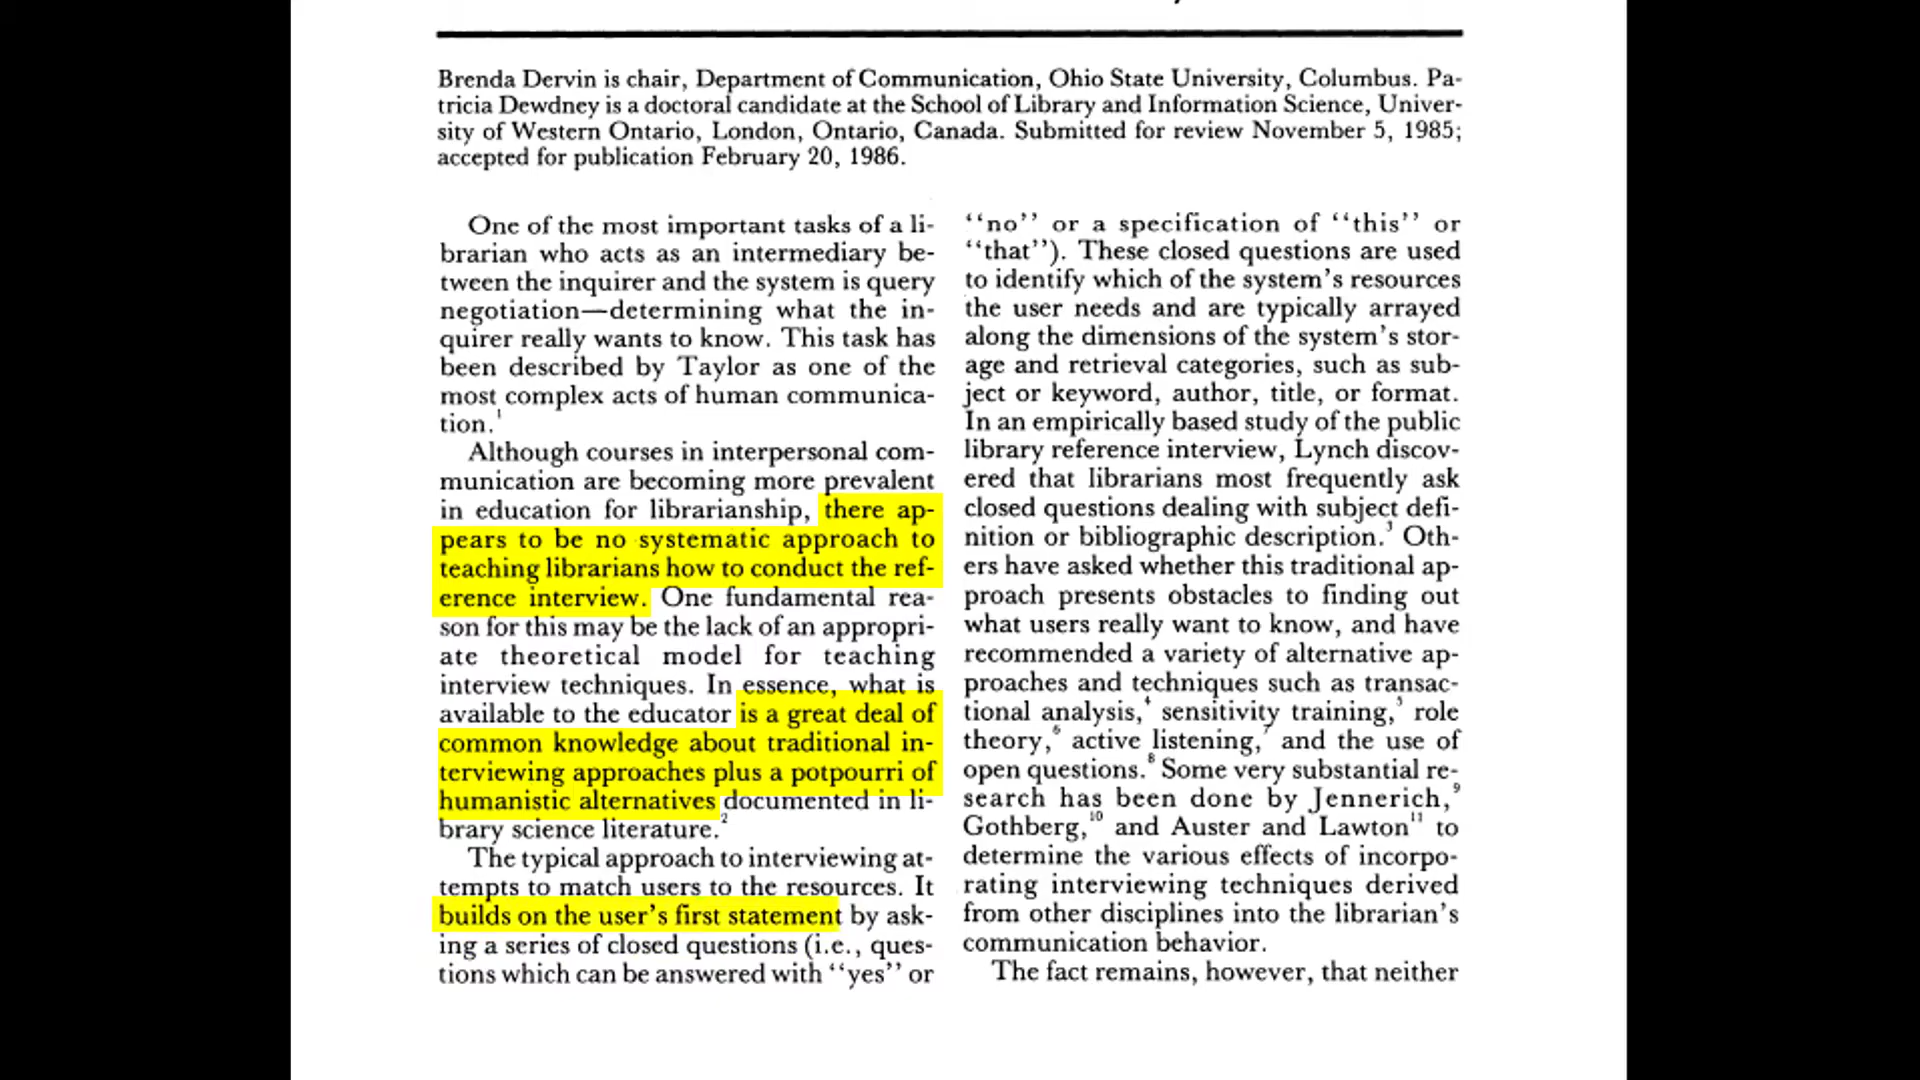 Brenda Dervin is chair, Department of Communication, Ohio State University, Columbus. Pa-
tricia Dewdney is a doctoral candidate at the School of Library and Information Science, Univer-
sity of Western Ontario, London, Ontario, Canada. Submitted for review November 5, 1985;
accepted for publication February 20, 1986.
One of the most important tasks of a li-
brarian who acts as an intermediary be-
tween the inquirer and the system is query
negotiation—determining what the in-
quirer really wants to know. This task has
been described by Taylor as one of the
most complex acts of human communica-
tion.1
Although courses in interpersonal com-
munication are becoming more prevalent
in education for librarianship, there ap-
pears to be no systematic approach to
teaching librarians how to conduct the ref-
erence interview. One fundamental rea-
son for this may be the lack of an appropri-
ate theoretical model for teaching
interview techniques. In essence, what is
available to the educator is a great deal of
common knowledge about traditional in-
terviewing approaches plus a potpourri of
humanistic alternatives documented in li-
brary science literature.2
The typical approach to interviewing at-
tempts to match users to the resources. It
builds on the user's first statement by ask-
ing a series of closed questions (i.e., ques-
tions which can be answered with ''yes'' or
''no'' or a specification of ''this'' or
''that''). These closed questions are used
to identify which of the system's resources
the user needs and are typically arrayed
along the dimensions of the system's stor-
age and retrieval categories, such as sub-
ject or keyword, author, title, or format.
In an empirically based study of the public
library reference interview, Lynch discov-
ered that librarians most frequently ask
closed questions dealing with subject defi-
nition or bibliographic description.3 Oth-
ers have asked whether this traditional ap-
proach presents obstacles to finding out
what users really want to know, and have
recommended a variety of alternative ap-
proaches and techniques such as transac-
tional analysis,4 sensitivity training,5 role
theory,6 active listening,7 and the use of
open questions.8 Some very substantial re-
search has been done by Jennerich,9
Gothberg,10 and Auster and Lawton11 to
determine the various effects of incorpo-
rating interviewing techniques derived
from other disciplines into the librarian's
communication behavior.
The fact remains, however, that neither